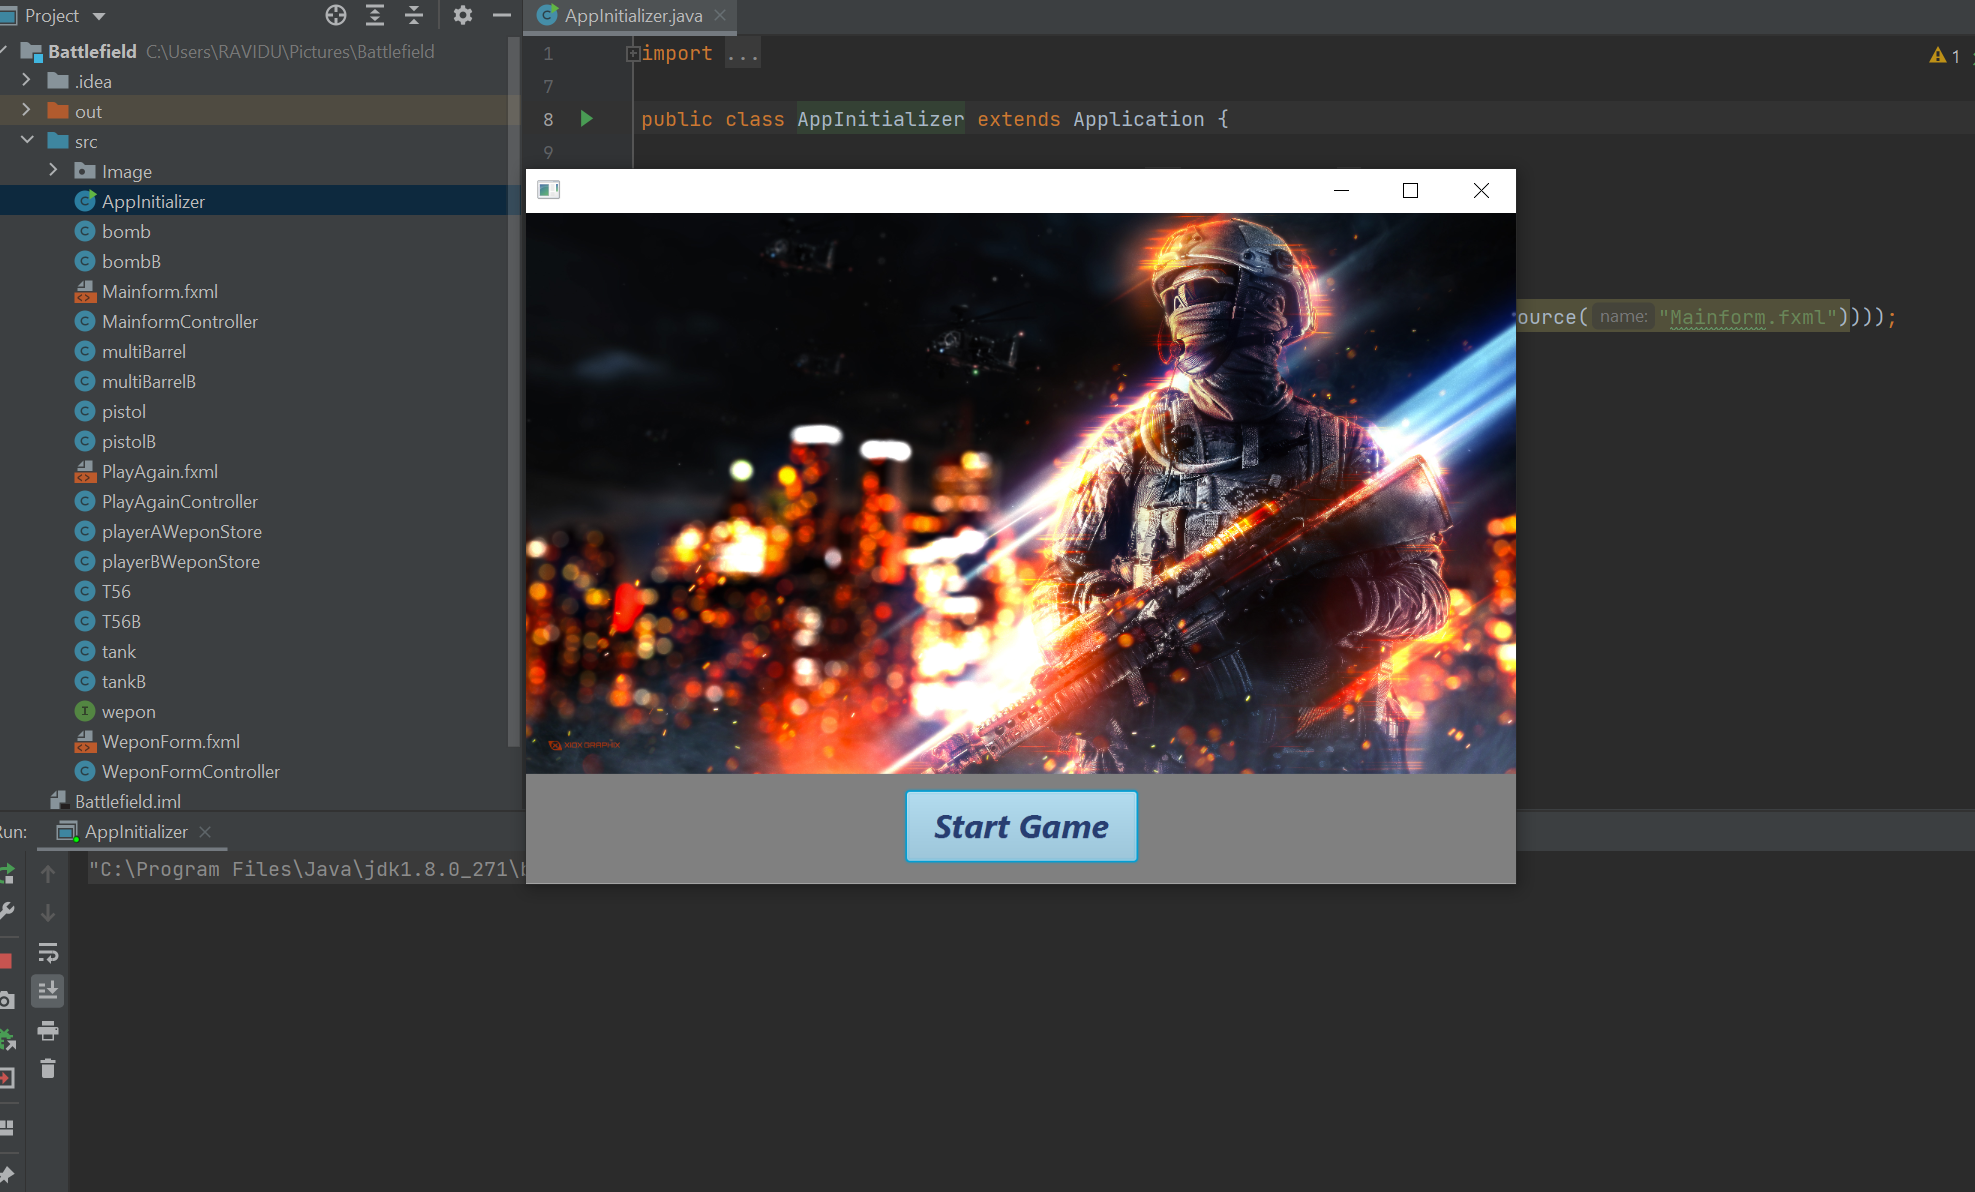 Project
AppInitializer.java
Battlefield C:\Users\RAVIDU\Pictures\Battlefield
.idea
out
src
Image
AppInitializer
bomb
bombB
Mainform.fxml
MainformController
multiBarrel
multiBarrelB
pistol
pistolB
PlayAgain.fxml
PlayAgainController
playerAWeponStore
playerBWeponStore
T56
T56B
tank
tankB
wepon
WeponForm.fxml
WeponFormController
Battlefield.iml
1 import ...
1
7
8 public class AppInitializer extends Application {
9
ource( name: "Mainform.fxml"))));
XIOX GRAPHIX
Start Game
Run:
AppInitializer
"C:\Program Files\Java\jdk1.8.0_271\b